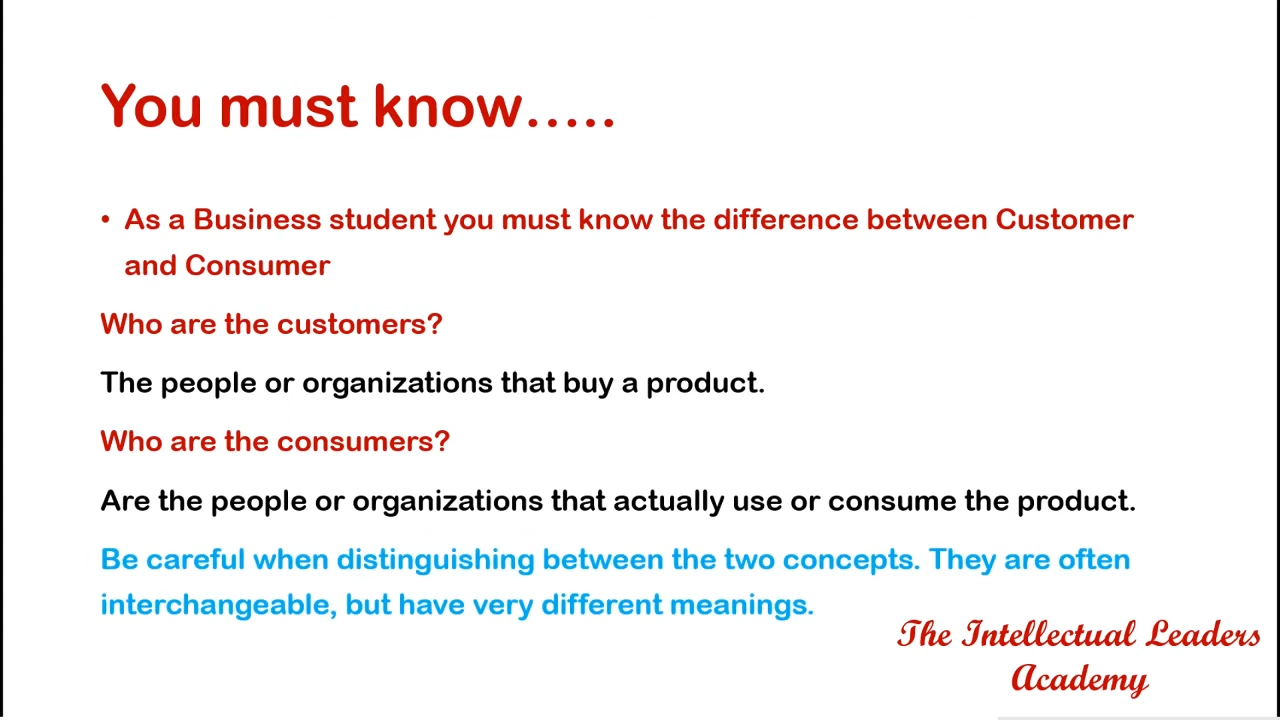 You must know.....
• As a Business student you must know the difference between Customer
and Consumer
Who are the customers?
The people or organizations that buy a product.
Who are the consumers?
Are the people or organizations that actually use or consume the product.
Be careful when distinguishing between the two concepts. They are often
interchangeable, but have very different meanings.
The Intellectual Leaders
Academy